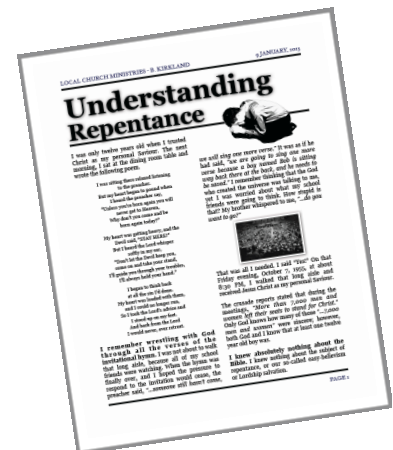 LOCAL CHURCH MINISTRIES - B. KIRKLAND
9 JANUARY, 2015
Understanding
Repentance
I was only twelve years old when I trusted
Christ as my personal Saviour. The next
morning, I sat at the dining room table and
wrote the following poem.
I was sitting there relaxed listening
to the preacher.
But my heart began to pound when
I heard the preacher say,
"Unless you're born again you will
never get to Heaven.
Why don't you come and be
born again today?"
My heart was getting heavy, and the
Devil said, "STAY HERE!"
But I heard the Lord whisper
softly in my ear,
"Don't let the Devil keep you,
come on and take your stand.
I'll guide you through your troubles,
I'll always hold your hand."
I began to think back
at all the sin I'd done.
My heart was loaded with them,
and I could no longer run,
So I took the Lord's advice and
I stood up on my feet.
And back from the Lord
I would never, ever retreat.
I remember wrestling with God
through all the verses of the
invitational hymn. I was not about to walk
that long aisle, because all of my school
friends were watching. When the hymn was
finally over, and I hoped the pressure to
respond to the invitation would cease, the
preacher said, "...someone still hasn't come,
we will sing one more verse." It was as if he
had said, "we are going to sing one more
verse because a boy named Bob is sitting
way back there at the back, and he needs to
be saved." I remember thinking that the God
who created the universe was talking to me,
yet I was worried about what my school
friends were going to think. How stupid is
that!? My brother whispered to me, "...do you
want to go?"
That was all I needed. I said "Yes!" On that
Friday evening, October 7, 1955, at about
8:30 PM, I walked that long aisle and
received Jesus Christ as my personal Saviour.
The crusade reports stated that during the
meetings, "More than 7,000 men and
women left their seats to stand for Christ."
Only God knows how many of those "...7,000
men and women" were sincere, however,
both God and I know that at least one twelve
year old boy was.
I knew absolutely nothing about the
Bible. I knew nothing about the subject of
repentance, or our so-called easy-believism
or Lordship salvation.
PAGE 1